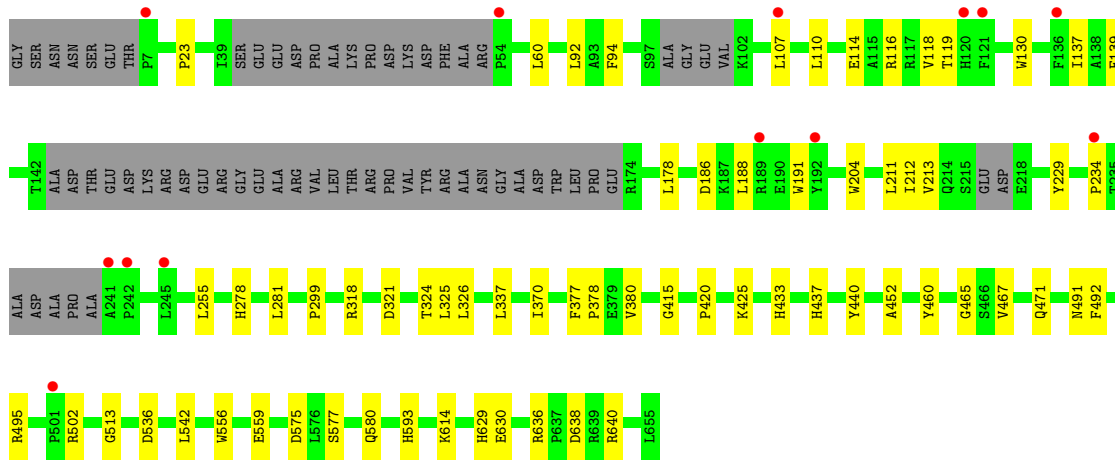 GLY SER ASN ASN SER GLU THR P7 P23 I39 SER GLU GLU ASP PRO ALA LYS PRO ASP LYS ASP PHE ALA ARG P54 L60 L92 A93 F94 S97 ALA GLY GLU VAL K102 L107 L110 E114 A115 R116 R117 V118 T119 H120 F121 W130 F136 I137 A138 E139
T142 ALA ASP THR GLU ASP LYS ARG ASP GLU ARG GLY GLU ALA ARG VAL LEU THR ARG PRO VAL TYR ARG ALA ASN GLY ALA ASP TRP LEU PRO GLU R174 L178 D186 K187 L188 R189 E190 W191 Y192 W204 L211 I212 V213 Q214 S215 GLU ASP E218 Y229 P234 T235
ALA ASP ALA PRO ALA A241 P242 L245 L255 H278 L281 P299 R318 D321 T324 L325 L326 L337 I370 F377 P378 E379 V380 G415 P420 K425 H433 H437 Y440 A452 Y460 G465 S466 V467 Q471 N491 F492
R495 P501 R502 G513 D536 L542 W556 E559 D575 L576 S577 Q580 H593 K614 H629 E630 R636 P637 D638 R639 R640 L655